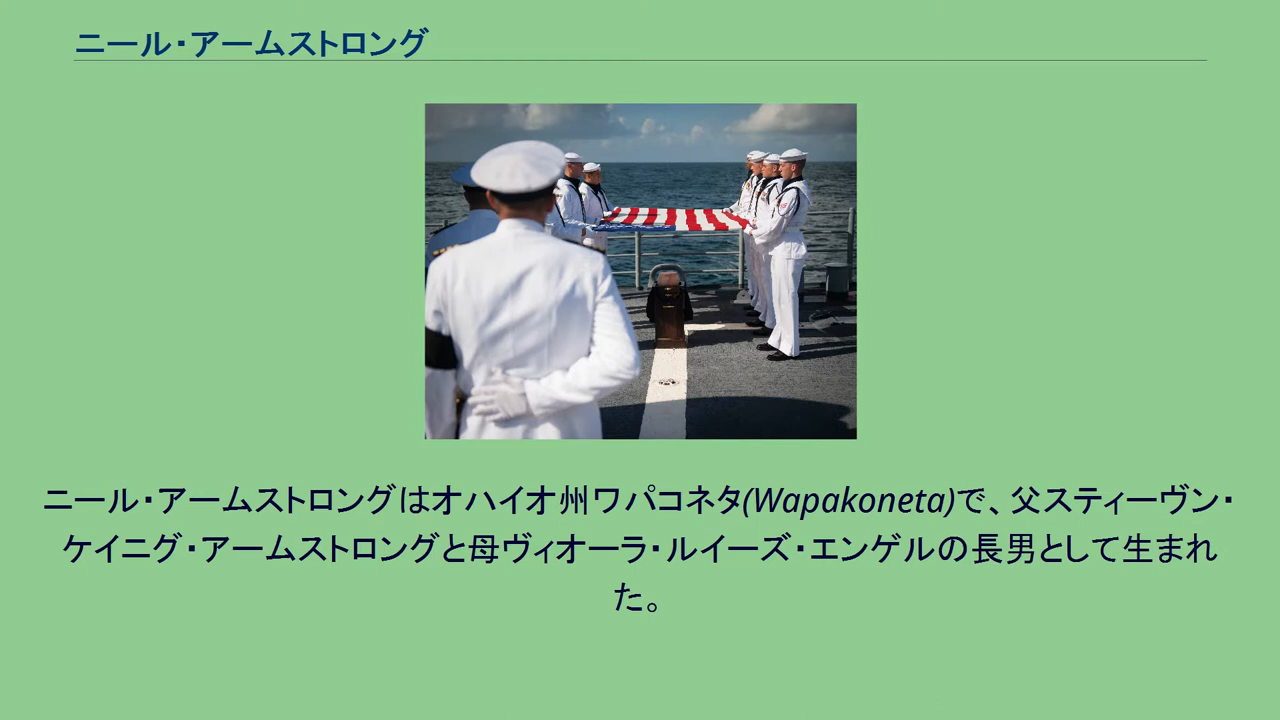 ニール・アームストロング
ニール・アームストロングはオハイオ州ワパコネタ(Wapakoneta)で、父スティーヴン・
ケイニグ・アームストロングと母ヴィオーラ・ルイーズ・エンゲルの長男として生まれ
た。